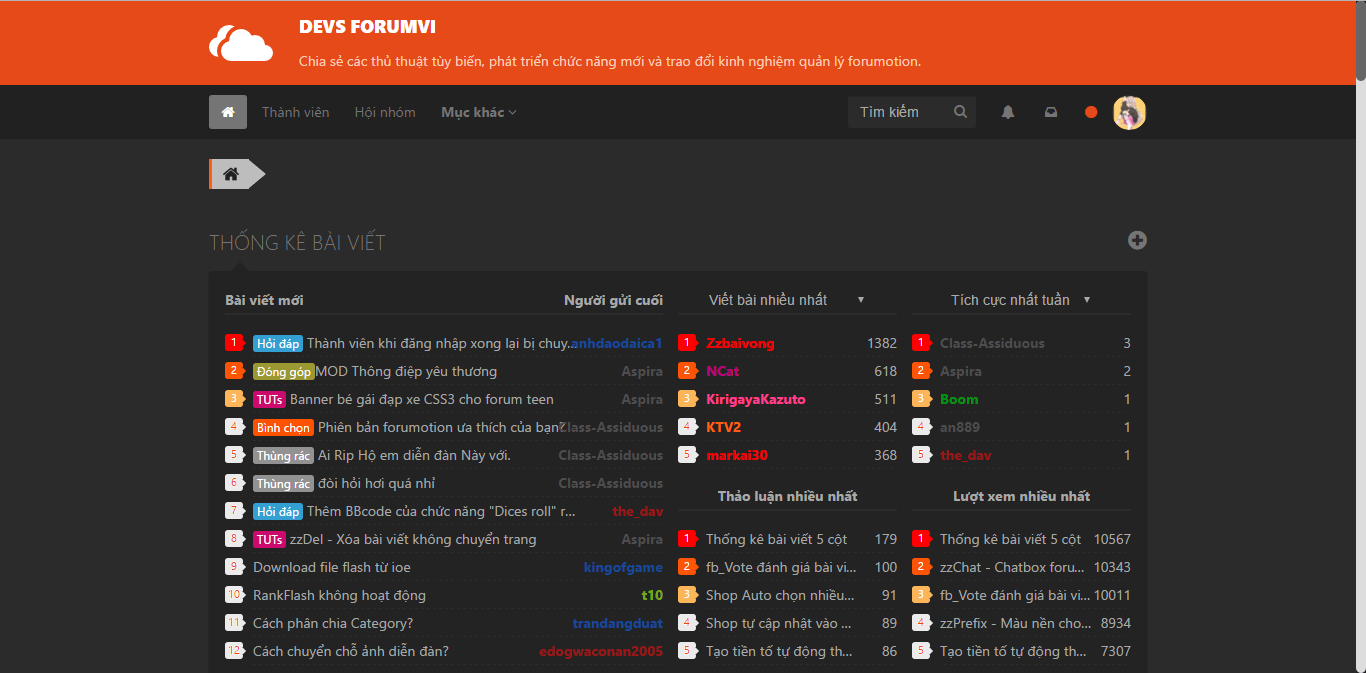 DEVS FORUMVI
Chia sẻ các thủ thuật tùy biến, phát triển chức năng mới và trao đổi kinh nghiệm quản lý forumotion.
Thành viên Hội nhóm Mục khác Tìm kiếm
THỐNG KÊ BÀI VIẾT
Bài viết mới Người gửi cuối
1 Hỏi đáp Thành viên khi đăng nhập xong lại bị chuy... anhdaodaica1
2 Đóng góp MOD Thông điệp yêu thương Aspira
3 TUTs Banner bé gái đạp xe CSS3 cho forum teen Aspira
4 Bình chọn Phiên bản forumotion ưa thích của bạn? Class-Assiduous
5 Thùng rác Ai Rip Hộ em diễn đàn Này với. Class-Assiduous
6 Thùng rác đòi hỏi hơi quá nhỉ Class-Assiduous
7 Hỏi đáp Thêm BBcode của chức năng "Dices roll" r... the_dav
8 TUTs zzDel - Xóa bài viết không chuyển trang Aspira
9 Download file flash từ ioe kingofgame
10 RankFlash không hoạt động t10
11 Cách phân chia Category? trandangduat
12 Cách chuyển chỗ ảnh diễn đàn? edogwaconan2005
Viết bài nhiều nhất
1 Zzbaivong 1382
2 NCat 618
3 KirigayaKazuto 511
4 KTV2 404
5 markai30 368
Tích cực nhất tuần
1 Class-Assiduous 3
2 Aspira 2
3 Boom 1
4 an889 1
5 the_dav 1
Thảo luận nhiều nhất
1 Thống kê bài viết 5 cột 179
2 fb_Vote đánh giá bài vi... 100
3 Shop Auto chọn nhiều... 91
4 Shop tự cập nhật vào ... 89
5 Tạo tiền tố tự động th... 86
Lượt xem nhiều nhất
1 Thống kê bài viết 5 cột 10567
2 zzChat - Chatbox foru... 10343
3 fb_Vote đánh giá bài vi... 10011
4 zzPrefix - Màu nền cho... 8934
5 Tạo tiền tố tự động th... 7307